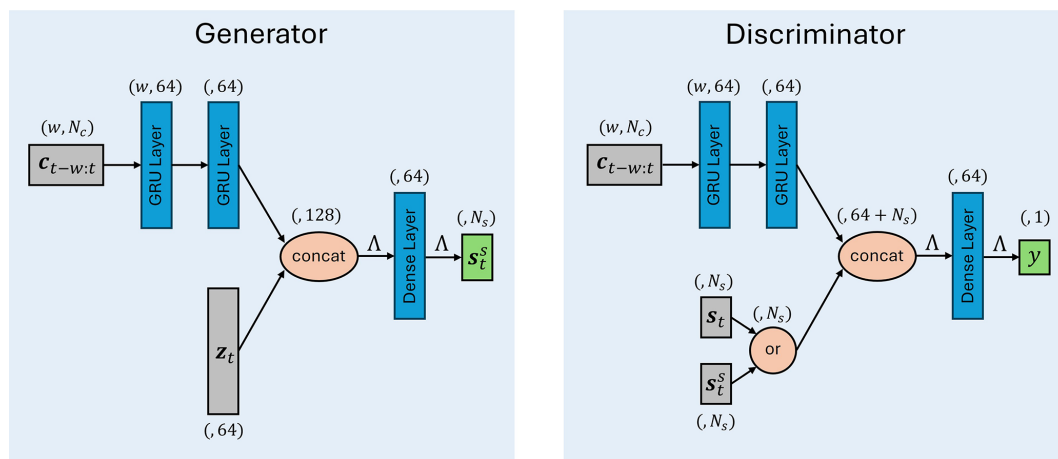 Generator
(w, 64)
(, 64)
(w, N_c)
c_{t−w:t}
GRU Layer
GRU Layer
(, 128)
concat
Λ
(, 64)
Dense Layer
Λ
(, N_s)
s_t^s
z_t
(, 64)
Discriminator
(w, 64)
(, 64)
(w, N_c)
c_{t−w:t}
GRU Layer
GRU Layer
(, 64 + N_s)
concat
Λ
(, 64)
Dense Layer
Λ
(, 1)
y
(, N_s)
s_t
(, N_s)
or
s_t^s
(, N_s)